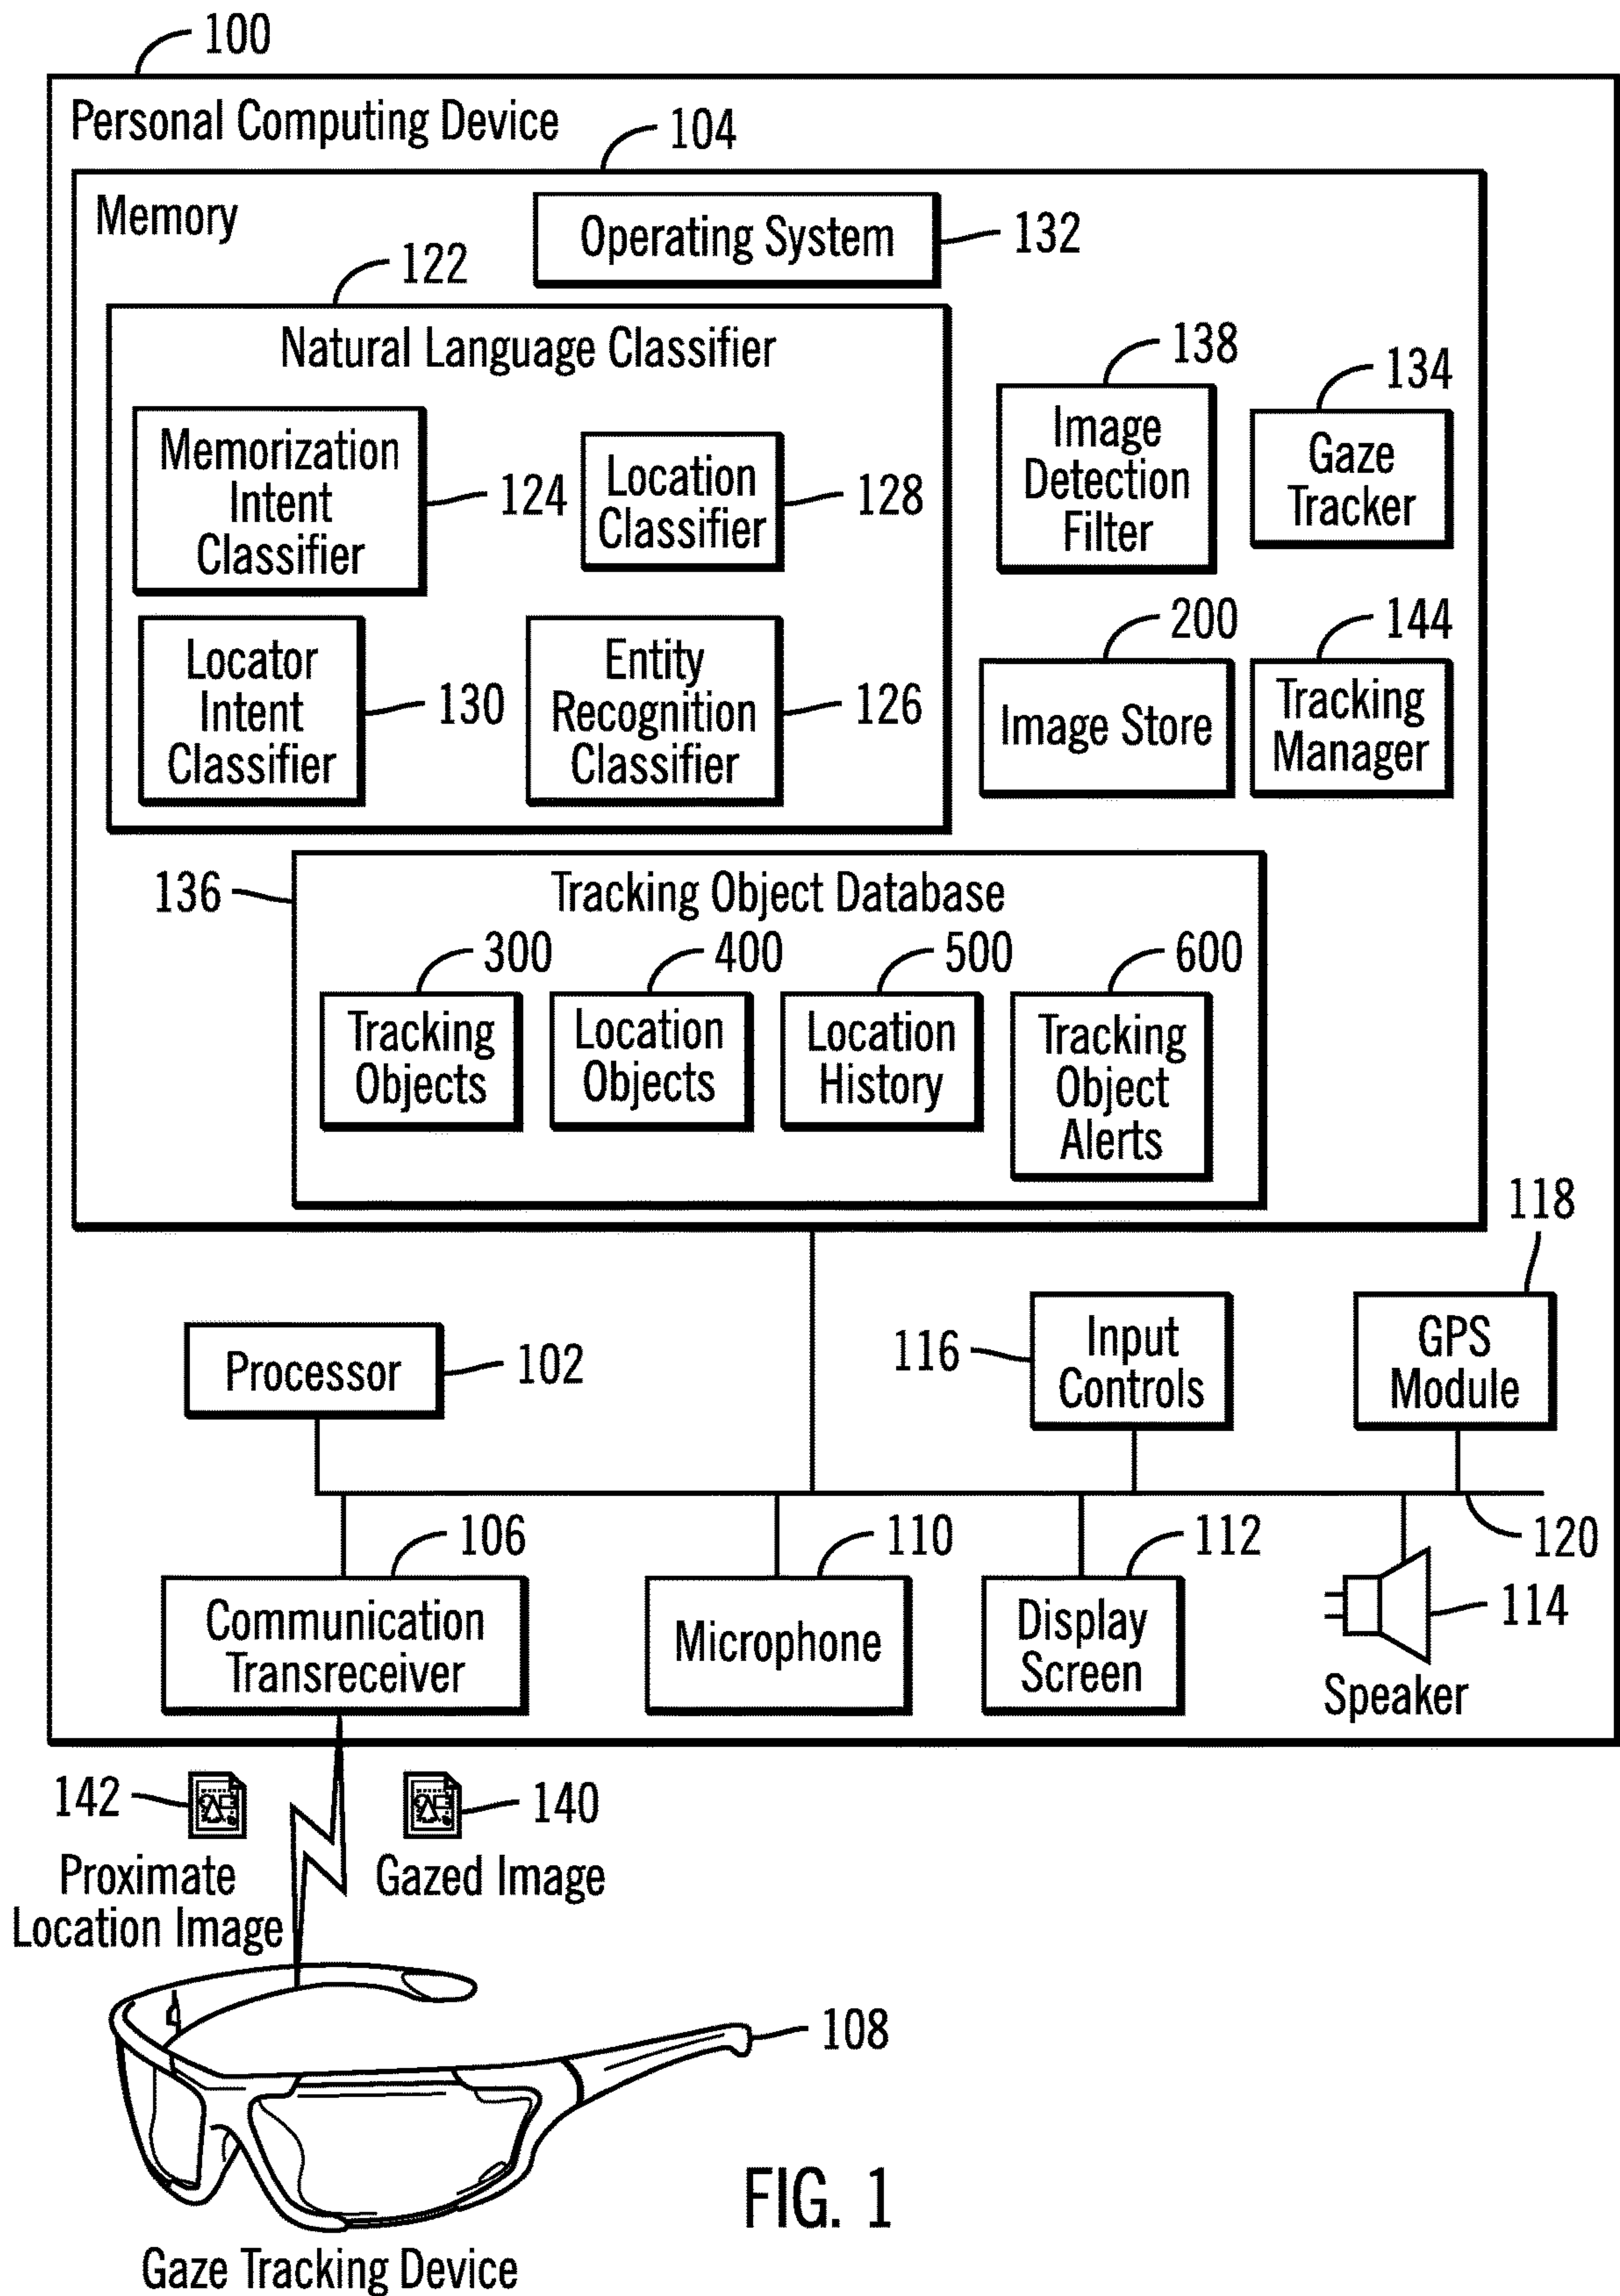 100
Personal Computing Device
104
Memory
Operating System
132
122
Natural Language Classifier
Memorization
Intent
Classifier
124
Location
Classifier
128
Locator
Intent
Classifier
130
Entity
Recognition
Classifier
126
138
Image
Detection
Filter
134
Gaze
Tracker
200
Image Store
144
Tracking
Manager
136
Tracking Object Database
300
Tracking
Objects
400
Location
Objects
500
Location
History
600
Tracking
Object
Alerts
118
Processor
102
116
Input
Controls
GPS
Module
106
110
112
120
Communication
Transreceiver
Microphone
Display
Screen
114
Speaker
142
Proximate
Location Image
140
Gazed Image
108
FIG. 1
Gaze Tracking Device